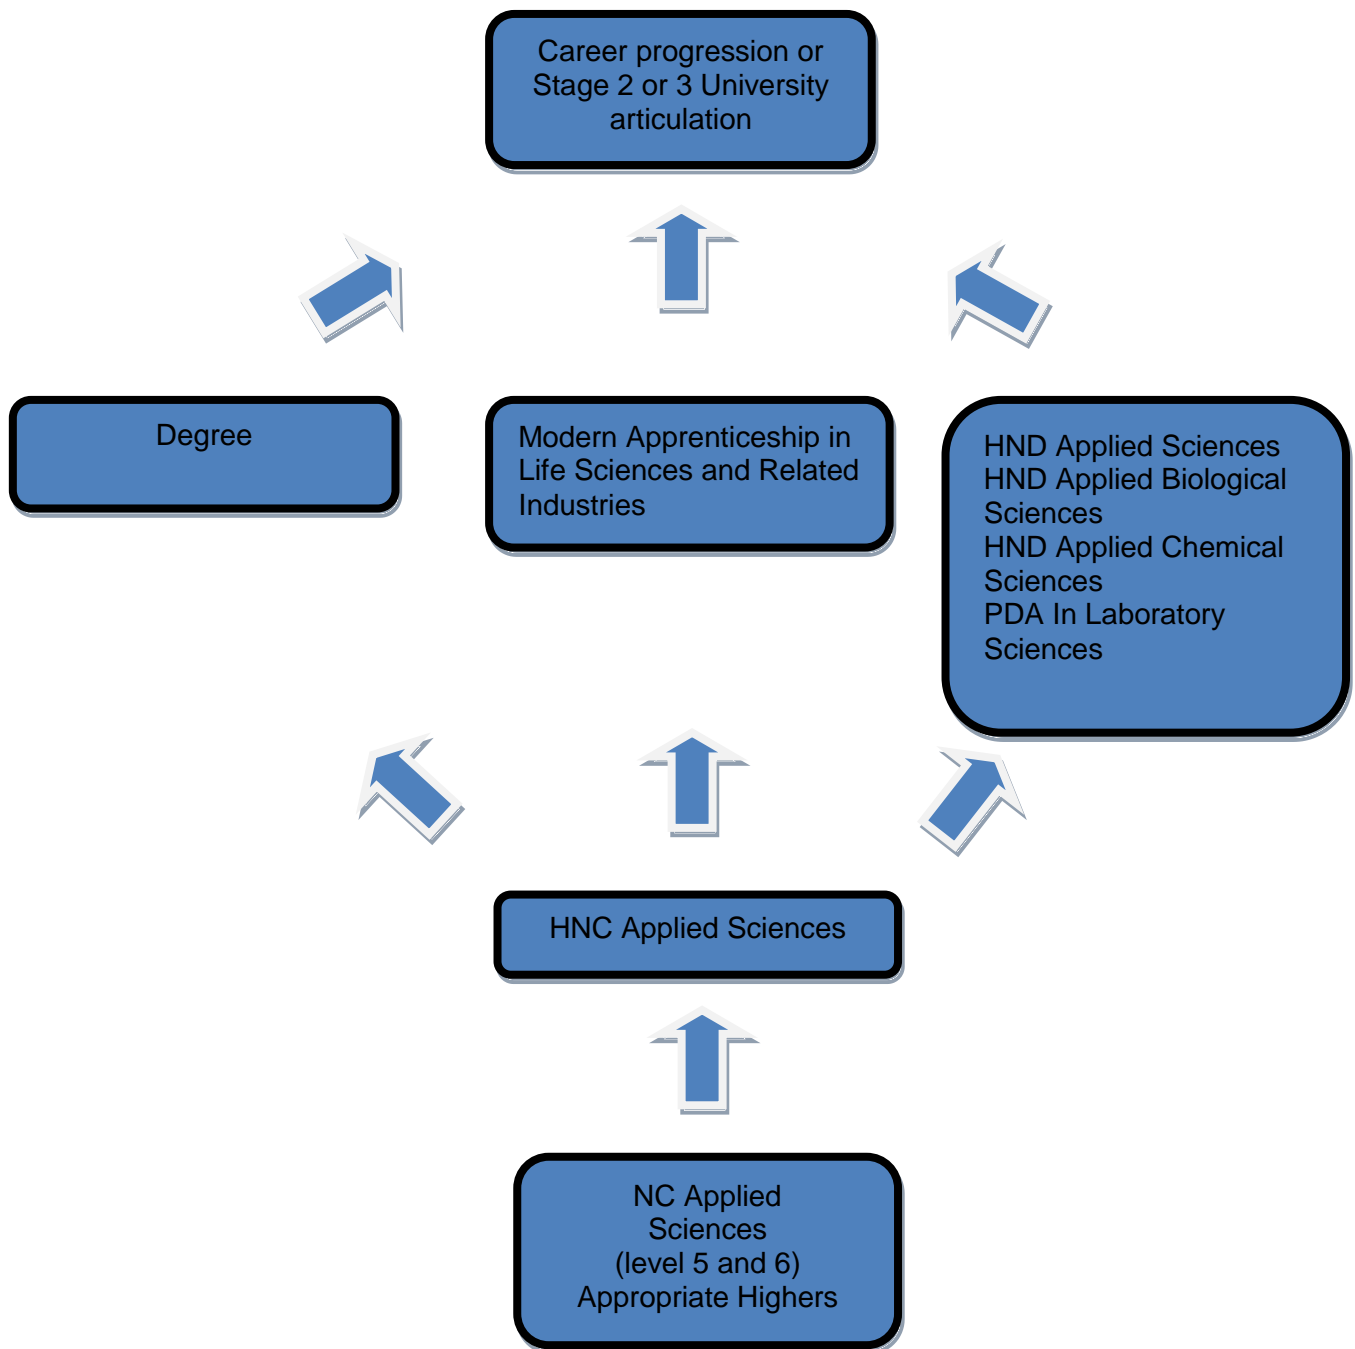 Career progression or
Stage 2 or 3 University
articulation
Degree
Modern Apprenticeship in
Life Sciences and Related
Industries
HND Applied Sciences
HND Applied Biological
Sciences
HND Applied Chemical
Sciences
PDA In Laboratory
Sciences
HNC Applied Sciences
NC Applied
Sciences
(level 5 and 6)
Appropriate Highers